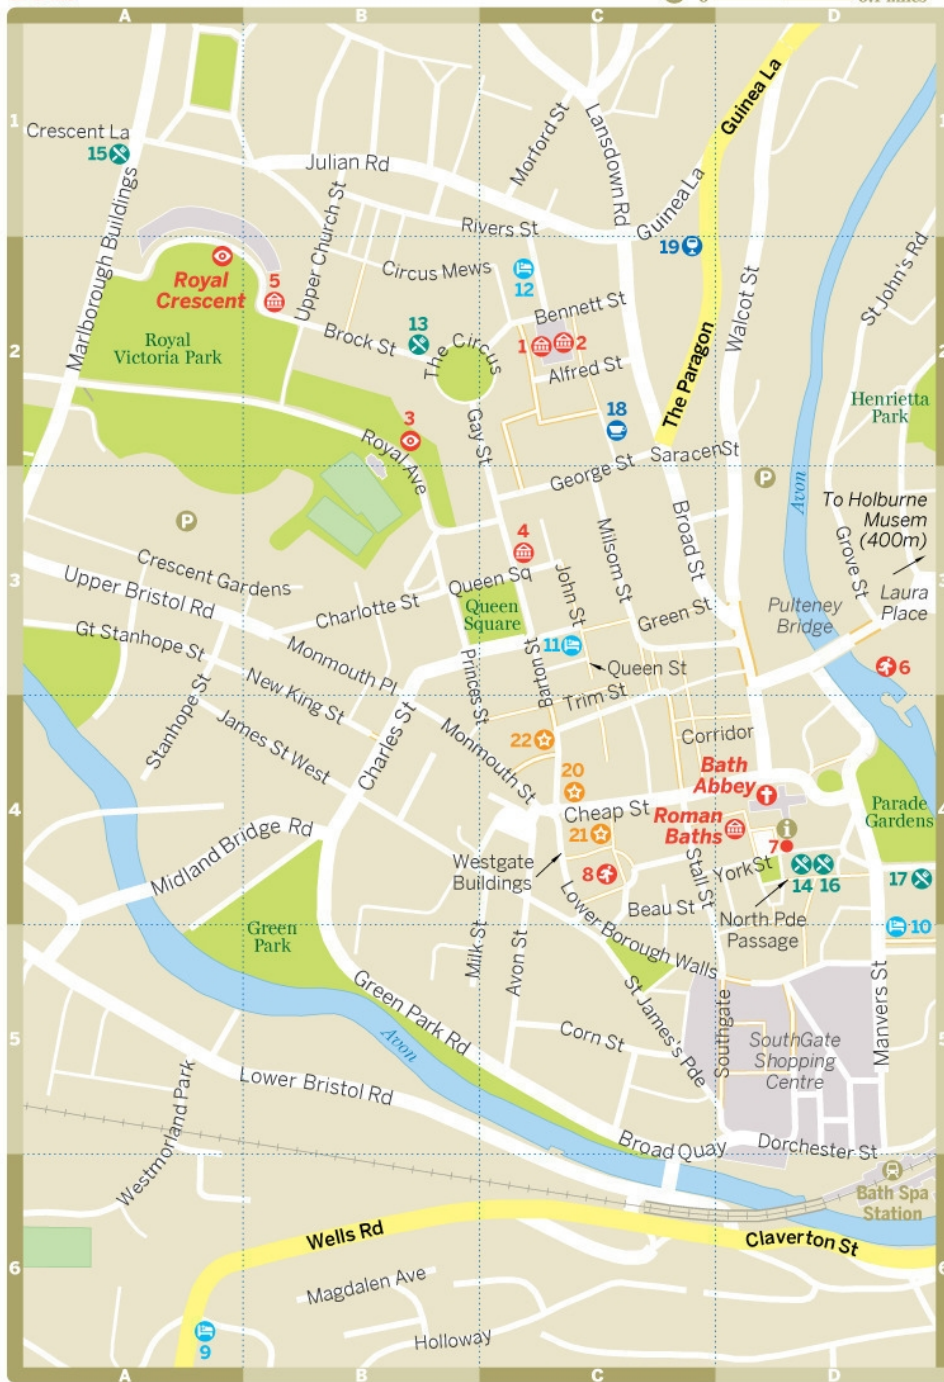 A
B
C
D
1
Crescent La
15
Marlborough Buildings
Julian Rd
Upper Church St
Morford St
Lansdown Rd
Guinea La
Guinea La
Rivers St
19
Royal
Crescent
5
Circus Mews
12
Bennett St
Walcot St
St John's Rd
Royal
Victoria Park
Brock St
13
The Circus
1
2
Alfred St
The Paragon
2
2
Henrietta
Park
3
Royal Ave
Gay St
18
George St
Saracen St
P
P
Avon
To Holburne
Musem
(400m)
3
3
Crescent Gardens
4
Milsom St
Broad St
Grove St
Laura
Place
Upper Bristol Rd
Charlotte St
Queen Sq
Queen
Square
John St
Green St
Pulteney
Bridge
Gt Stanhope St
Monmouth Pl
11
Queen St
6
Stanhope St
New King St
Princes St
Barton St
Trim St
James St West
Charles St
Monmouth St
22
Corridor
20
Bath
Abbey
4
Cheap St
Roman
Baths
i
Parade
Gardens
4
21
7
Midland Bridge Rd
Westgate
Buildings
8
Stall St
York St
14
16
17
Green
Park
Milk St
Avon St
Lower Borough Walls
Beau St
North Pde
Passage
10
Green Park Rd
Avon
St James's Pde
Southgate
Manvers St
5
5
Corn St
SouthGate
Shopping
Centre
Lower Bristol Rd
Westmorland Park
Broad Quay
Dorchester St
Bath Spa
Station
Wells Rd
Claverton St
6
6
Magdalen Ave
9
Holloway
A
B
C
D